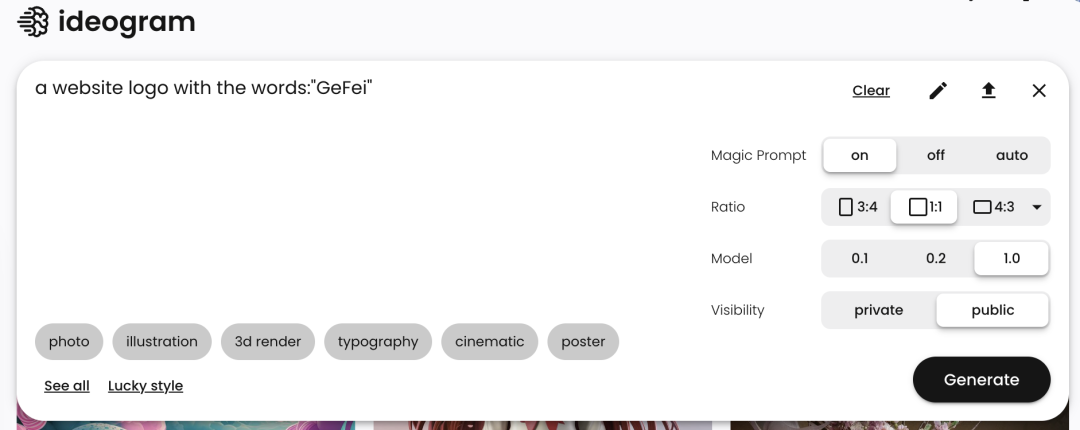 ideogram
a website logo with the words:"GeFei"
Clear
Magic Prompt on off auto
Ratio 3:4 1:1 4:3
Model 0.1 0.2 1.0
Visibility private public
photo illustration 3d render typography cinematic poster
See all Lucky style
Generate